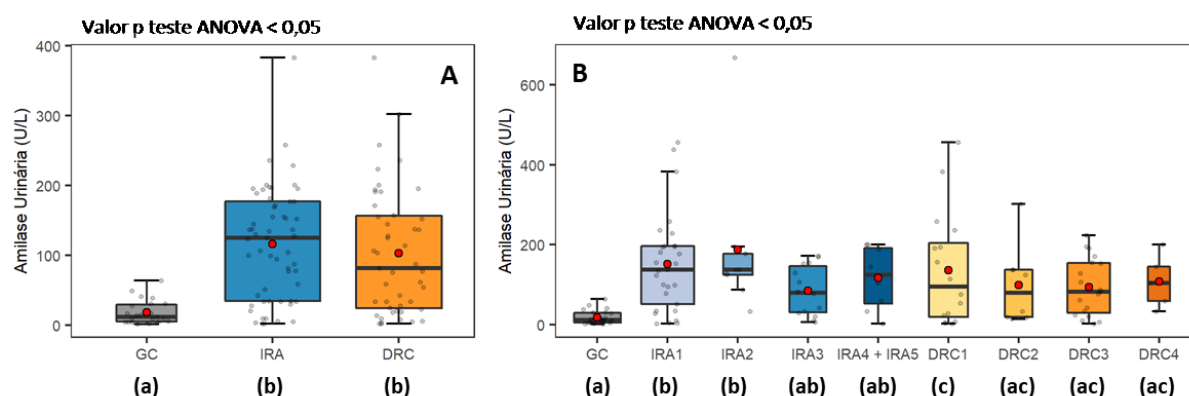 Valor p teste ANOVA < 0,05
A
Amilase Urinária (U/L)
400
300
200
100
0
GC IRA DRC
(a) (b) (b)
Valor p teste ANOVA < 0,05
B
Amilase Urinária (U/L)
600
400
200
0
GC IRA1 IRA2 IRA3 IRA4 + IRA5 DRC1 DRC2 DRC3 DRC4
(a) (b) (b) (ab) (ab) (c) (ac) (ac) (ac)